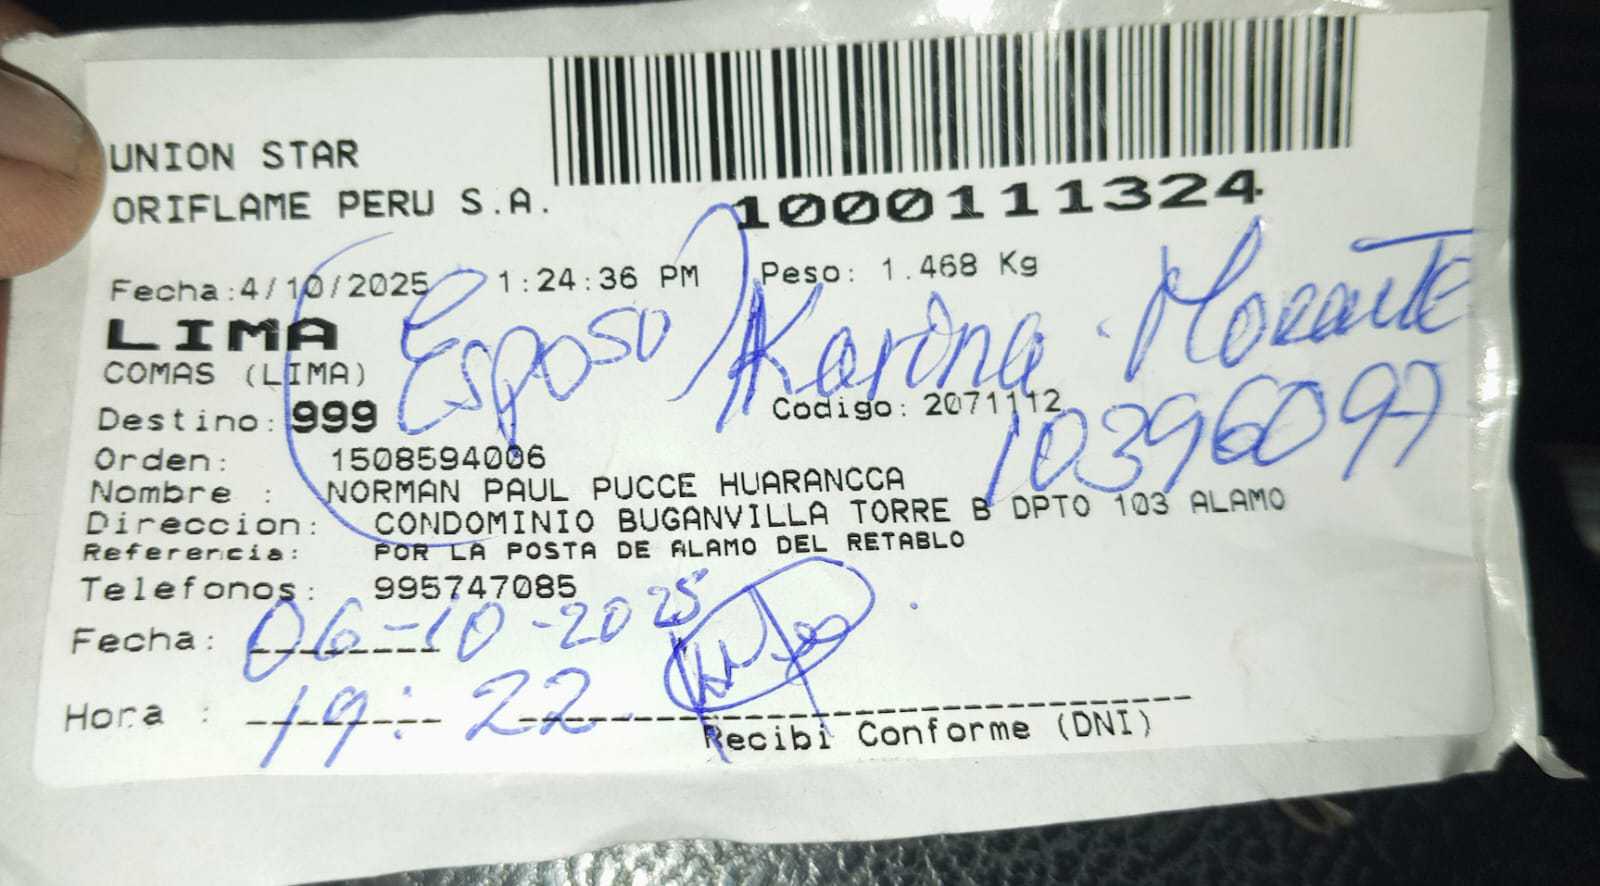 UNION STAR
ORIFLAME PERU S.A.
1000111324
Fecha:4/10/2025 1:24:36 PM Peso: 1.468 Kg
LIMA
COMAS (LIMA)
(Esposo) Karina Morante
Destino: 999 Codigo: 2071112
10396097
Orden: 1508594006
Nombre : NORMAN PAUL PUCCE HUARANCCA
Direccion: CONDOMINIO BUGANVILLA TORRE B DPTO 103 ALAMO
Referencia: POR LA POSTA DE ALAMO DEL RETABLO
Telefonos: 995747085
Fecha: 06-10-2025
Hora : 19:22
Recibi Conforme (DNI)